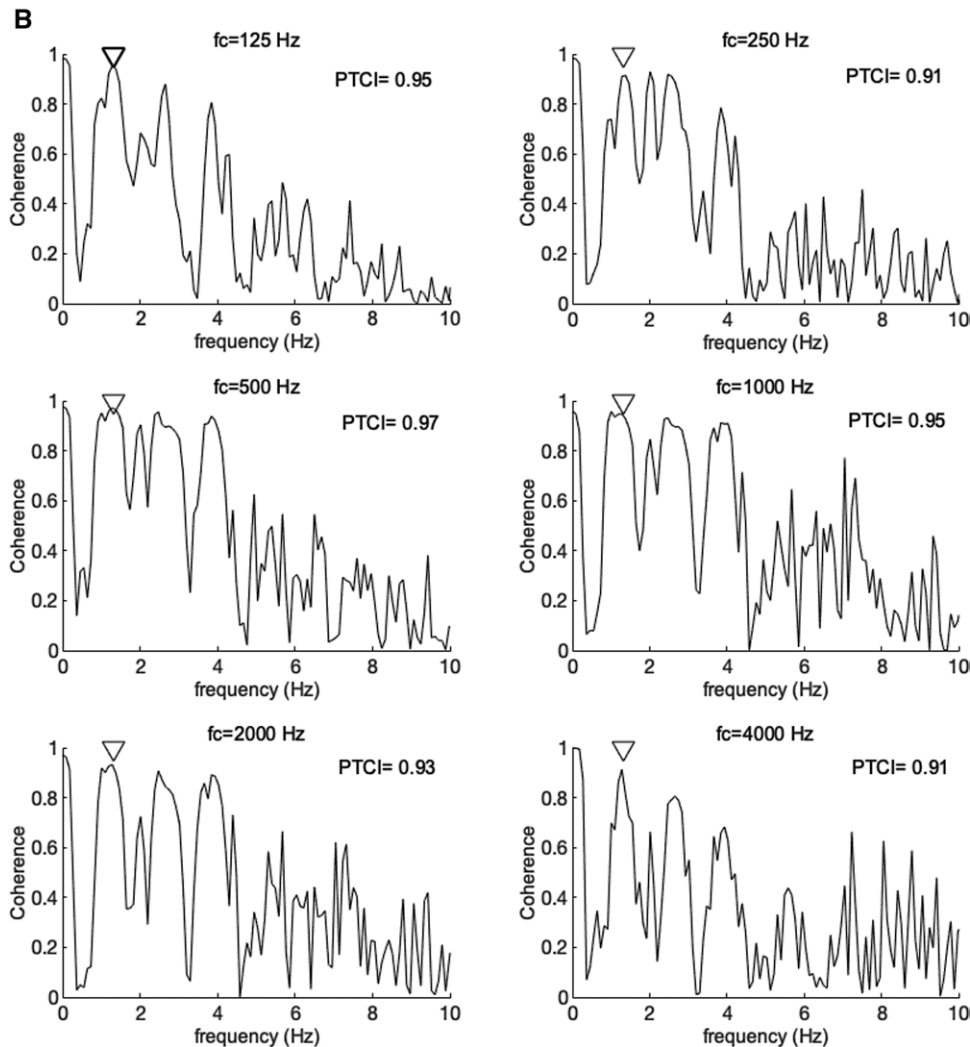 B
fc=125 Hz
PTCI= 0.95
1
0.8
0.6
0.4
0.2
0
Coherence
0 2 4 6 8 10
frequency (Hz)
fc=250 Hz
PTCI= 0.91
1
0.8
0.6
0.4
0.2
0
Coherence
0 2 4 6 8 10
frequency (Hz)
fc=500 Hz
PTCI= 0.97
1
0.8
0.6
0.4
0.2
0
Coherence
0 2 4 6 8 10
frequency (Hz)
fc=1000 Hz
PTCI= 0.95
1
0.8
0.6
0.4
0.2
0
Coherence
0 2 4 6 8 10
frequency (Hz)
fc=2000 Hz
PTCI= 0.93
1
0.8
0.6
0.4
0.2
0
Coherence
0 2 4 6 8 10
frequency (Hz)
fc=4000 Hz
PTCI= 0.91
1
0.8
0.6
0.4
0.2
0
Coherence
0 2 4 6 8 10
frequency (Hz)